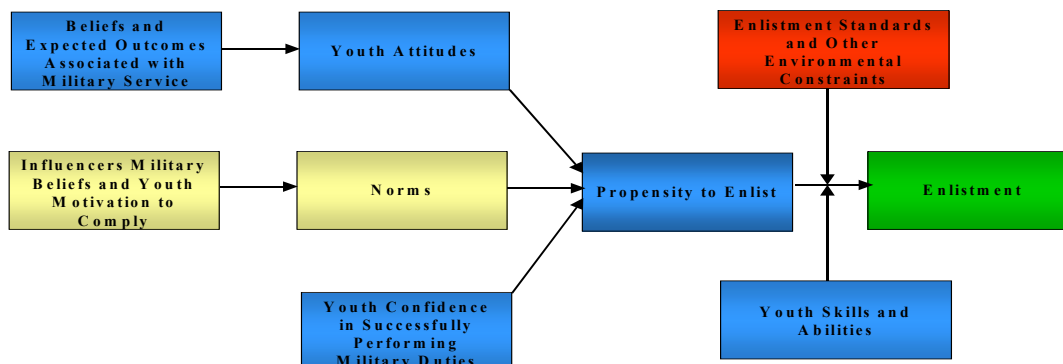 Beliefs and
Expected Outcomes
Associated with
Military Service
Youth Attitudes
Enlistment Standards
and Other
Environmental
Constraints
Influencers Military
Beliefs and Youth
Motivation to
Comply
Norms
Propensity to Enlist
Enlistment
Youth Confidence
in Successfully
Performing
Military Duties
Youth Skills and
Abilities